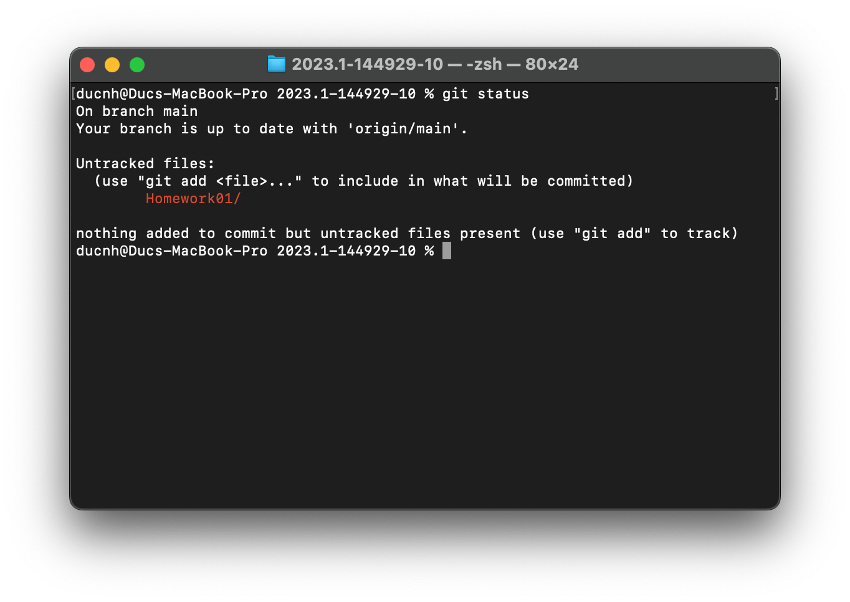 2023.1-144929-10 — -zsh — 80×24
[ducnh@Ducs-MacBook-Pro 2023.1-144929-10 % git status ]
On branch main
Your branch is up to date with 'origin/main'.
Untracked files:
(use "git add <file>..." to include in what will be committed)
Homework01/
nothing added to commit but untracked files present (use "git add" to track)
ducnh@Ducs-MacBook-Pro 2023.1-144929-10 %